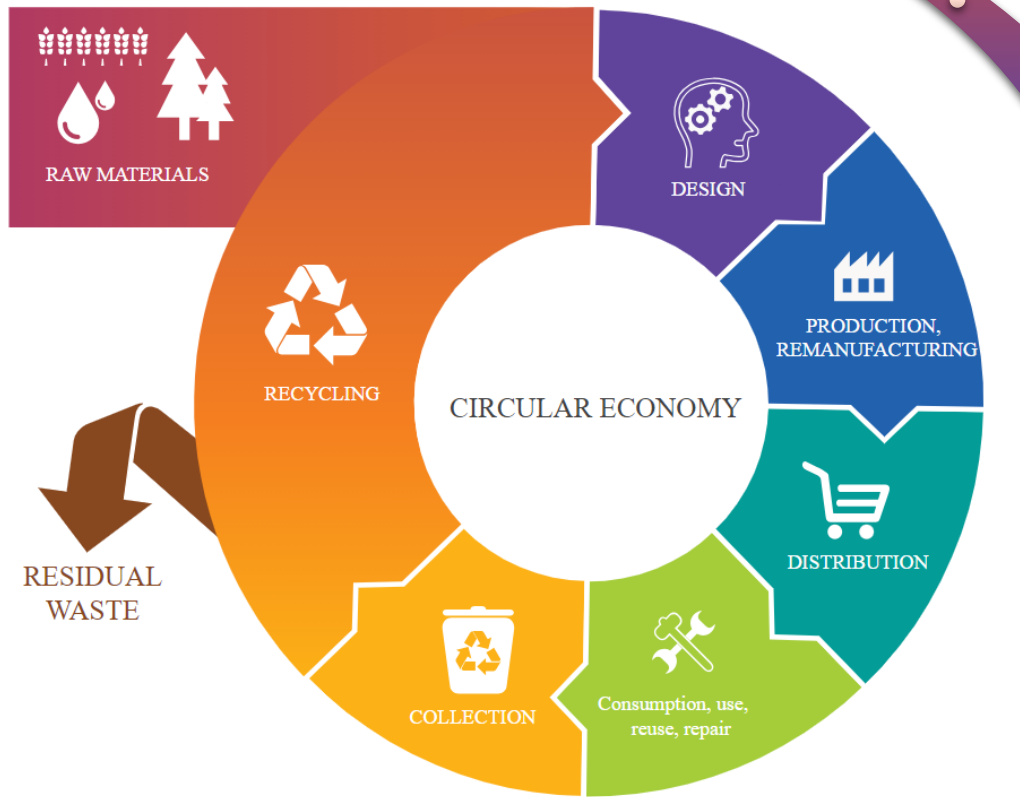 RAW MATERIALS
DESIGN
PRODUCTION,
REMANUFACTURING
RECYCLING
CIRCULAR ECONOMY
DISTRIBUTION
RESIDUAL
WASTE
Consumption, use,
reuse, repair
COLLECTION